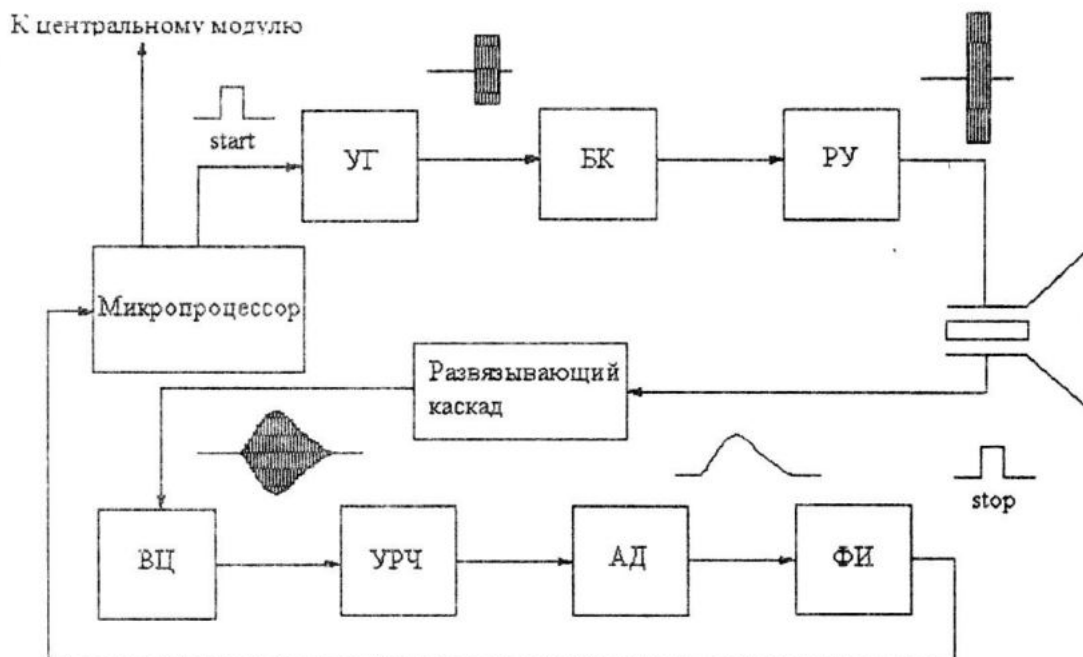 К центральному модулю
start
УГ
БК
РУ
Микропроцессор
Развязывающий
каскад
stop
ВЦ
УРЧ
АД
ФИ